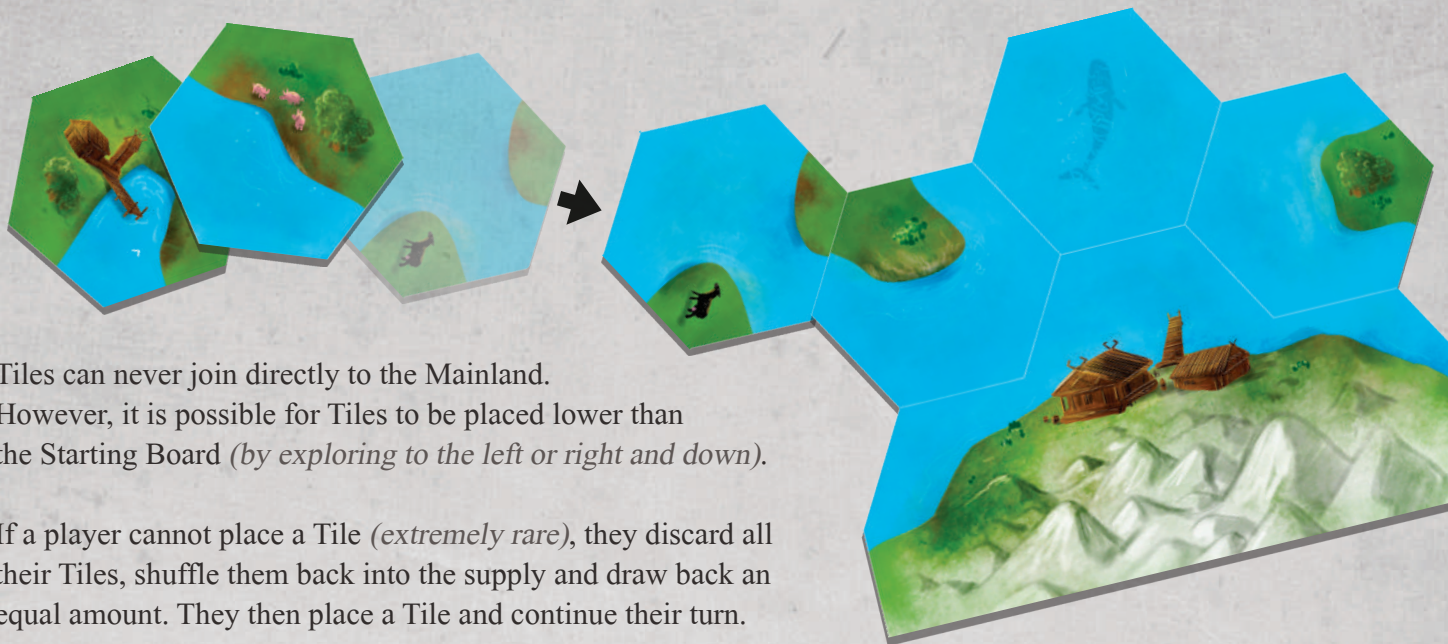 Tiles can never join directly to the Mainland.
However, it is possible for Tiles to be placed lower than
the Starting Board (by exploring to the left or right and down).
If a player cannot place a Tile (extremely rare), they discard all
their Tiles, shuffle them back into the supply and draw back an
equal amount. They then place a Tile and continue their turn.